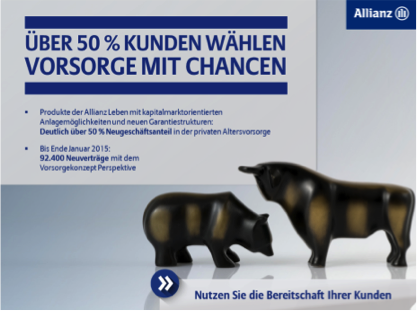 Allianz
ÜBER 50 % KUNDEN WÄHLEN
VORSORGE MIT CHANCEN
• Produkte der Allianz Leben mit kapitalmarktorientierten
Anlagemöglichkeiten und neuen Garantiestrukturen:
Deutlich über 50 % Neugeschäftsanteil in der privaten Altersvorsorge
• Bis Ende Januar 2015:
92.400 Neuverträge mit dem
Vorsorgekonzept Perspektive
Nutzen Sie die Bereitschaft Ihrer Kunden